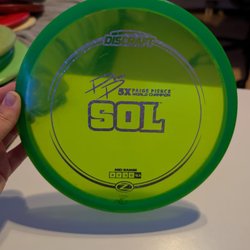 DISCRAFT
5X PAIGE PIERCE
WORLD CHAMPION
SOL
Z